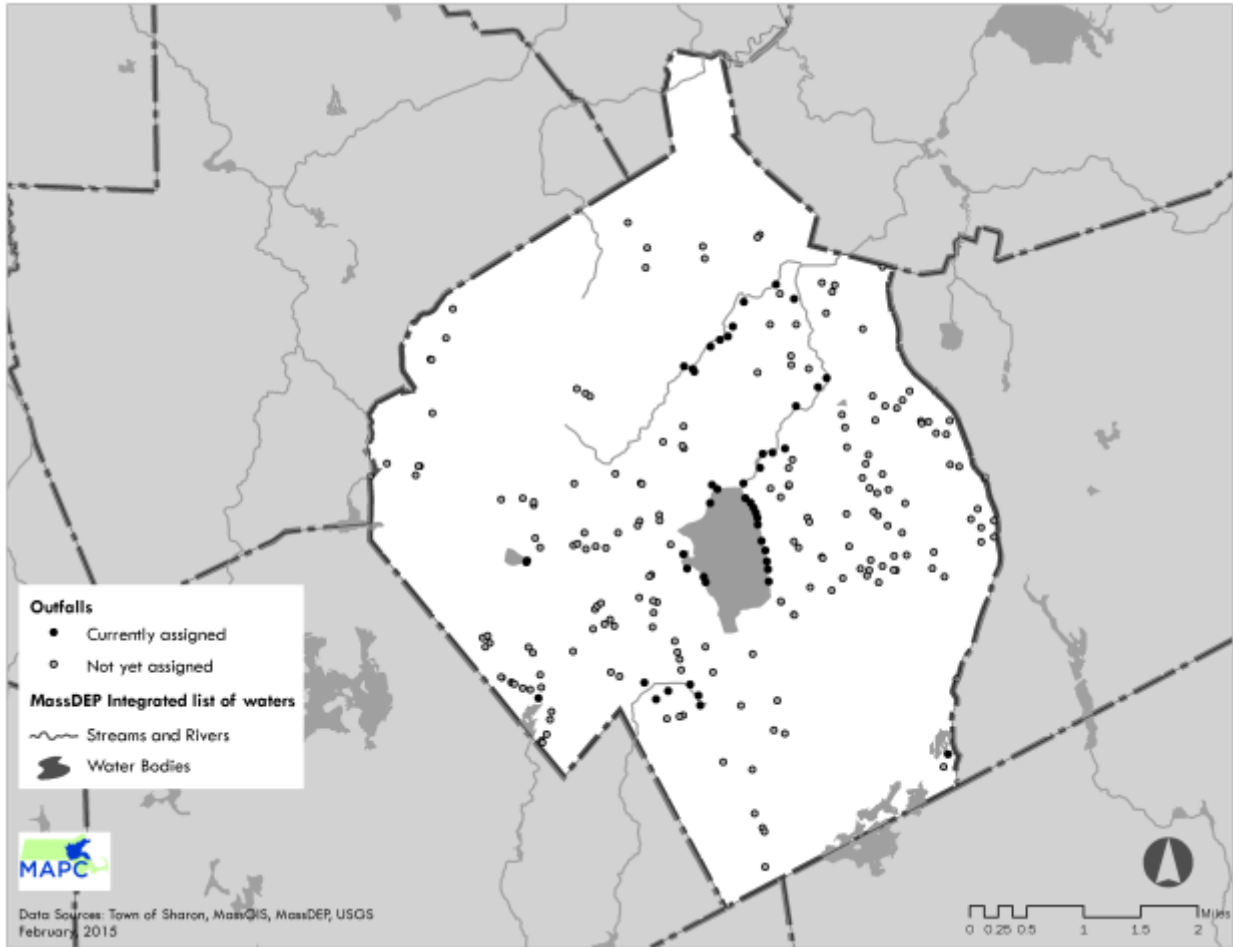 Outfalls
Currently assigned
Not yet assigned
MassDEP Integrated list of waters
Streams and Rivers
Water Bodies
MAPC
Data Sources: Town of Sharon, MassGIS, MassDEP, USGS
February, 2015
Miles
0 0.25 0.5 1 1.5 2